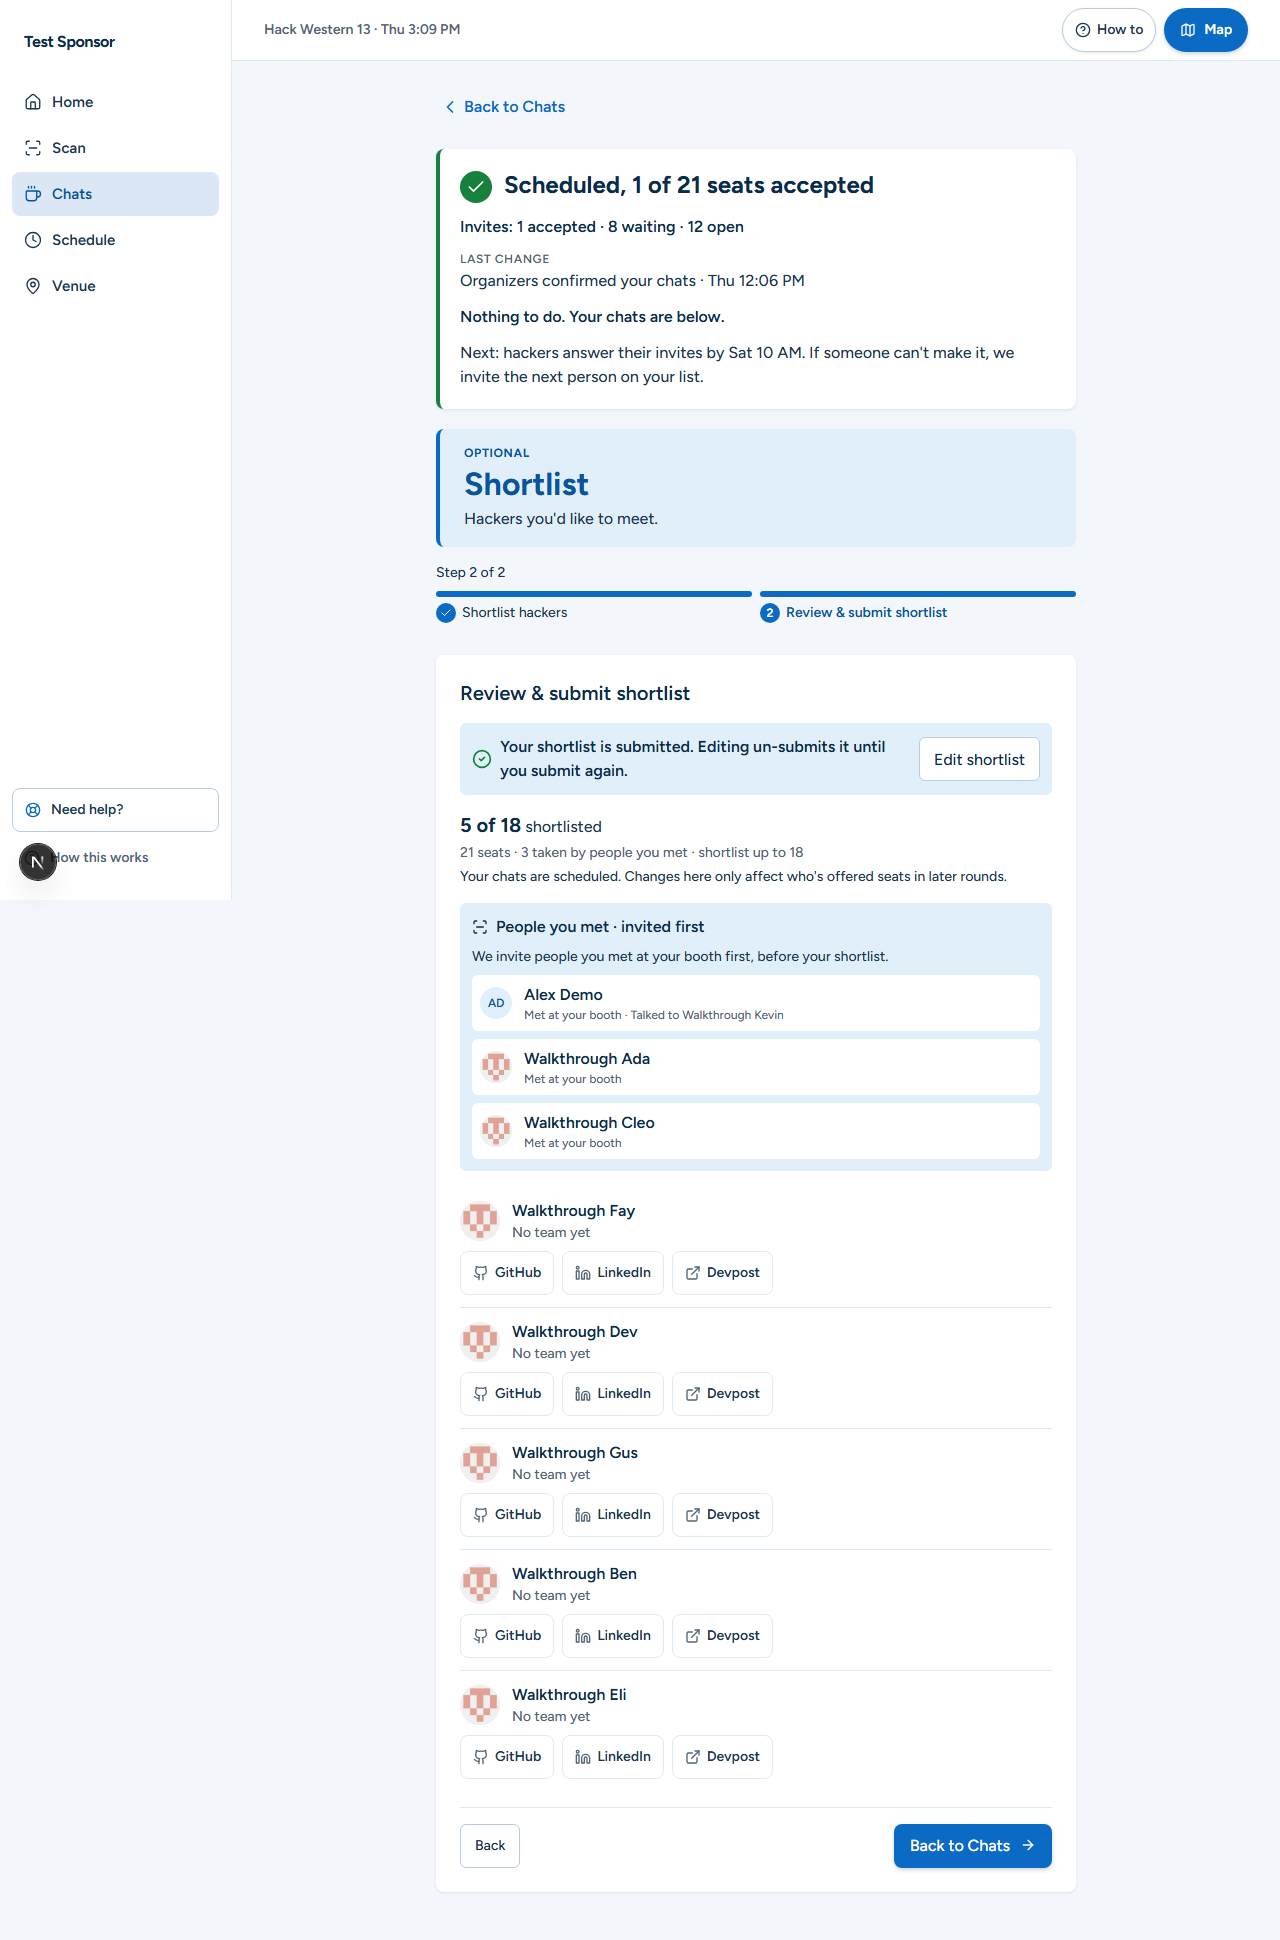 Test Sponsor
Home
Scan
Chats
Schedule
Venue
Need help?
How this works
N
Hack Western 13 · Thu 3:09 PM
How to
Map
Back to Chats
Scheduled, 1 of 21 seats accepted
Invites: 1 accepted · 8 waiting · 12 open
LAST CHANGE
Organizers confirmed your chats · Thu 12:06 PM
Nothing to do. Your chats are below.
Next: hackers answer their invites by Sat 10 AM. If someone can't make it, we
invite the next person on your list.
OPTIONAL
Shortlist
Hackers you'd like to meet.
Step 2 of 2
Shortlist hackers
2 Review & submit shortlist
Review & submit shortlist
Your shortlist is submitted. Editing un-submits it until
you submit again.
Edit shortlist
5 of 18 shortlisted
21 seats · 3 taken by people you met · shortlist up to 18
Your chats are scheduled. Changes here only affect who's offered seats in later rounds.
People you met · invited first
We invite people you met at your booth first, before your shortlist.
AD
Alex Demo
Met at your booth · Talked to Walkthrough Kevin
Walkthrough Ada
Met at your booth
Walkthrough Cleo
Met at your booth
Walkthrough Fay
No team yet
GitHub
LinkedIn
Devpost
Walkthrough Dev
No team yet
GitHub
LinkedIn
Devpost
Walkthrough Gus
No team yet
GitHub
LinkedIn
Devpost
Walkthrough Ben
No team yet
GitHub
LinkedIn
Devpost
Walkthrough Eli
No team yet
GitHub
LinkedIn
Devpost
Back
Back to Chats